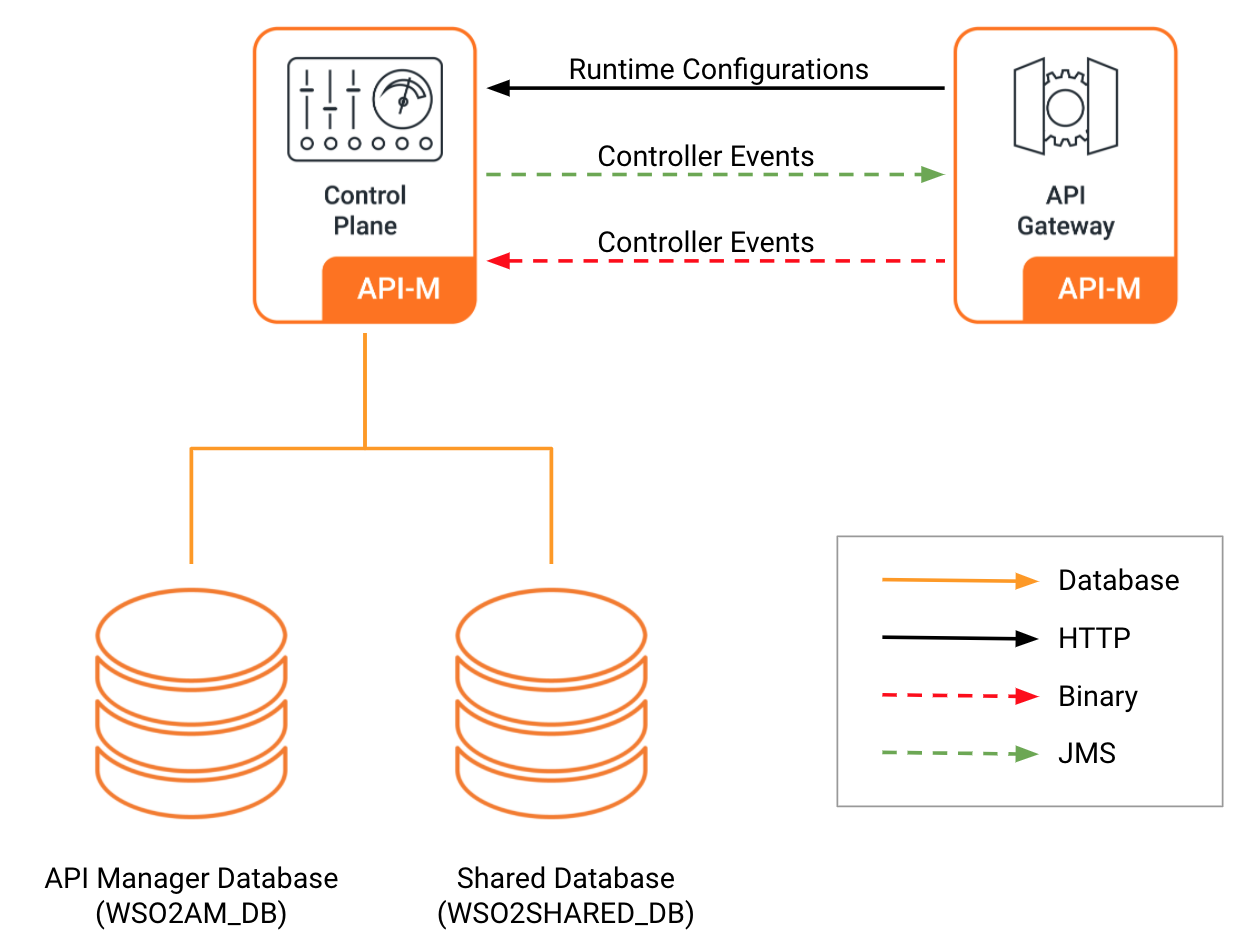 Runtime Configurations
Controller Events
Controller Events
Control
Plane
API-M
API
Gateway
API-M
Database
HTTP
Binary
JMS
API Manager Database
(WSO2AM_DB)
Shared Database
(WSO2SHARED_DB)